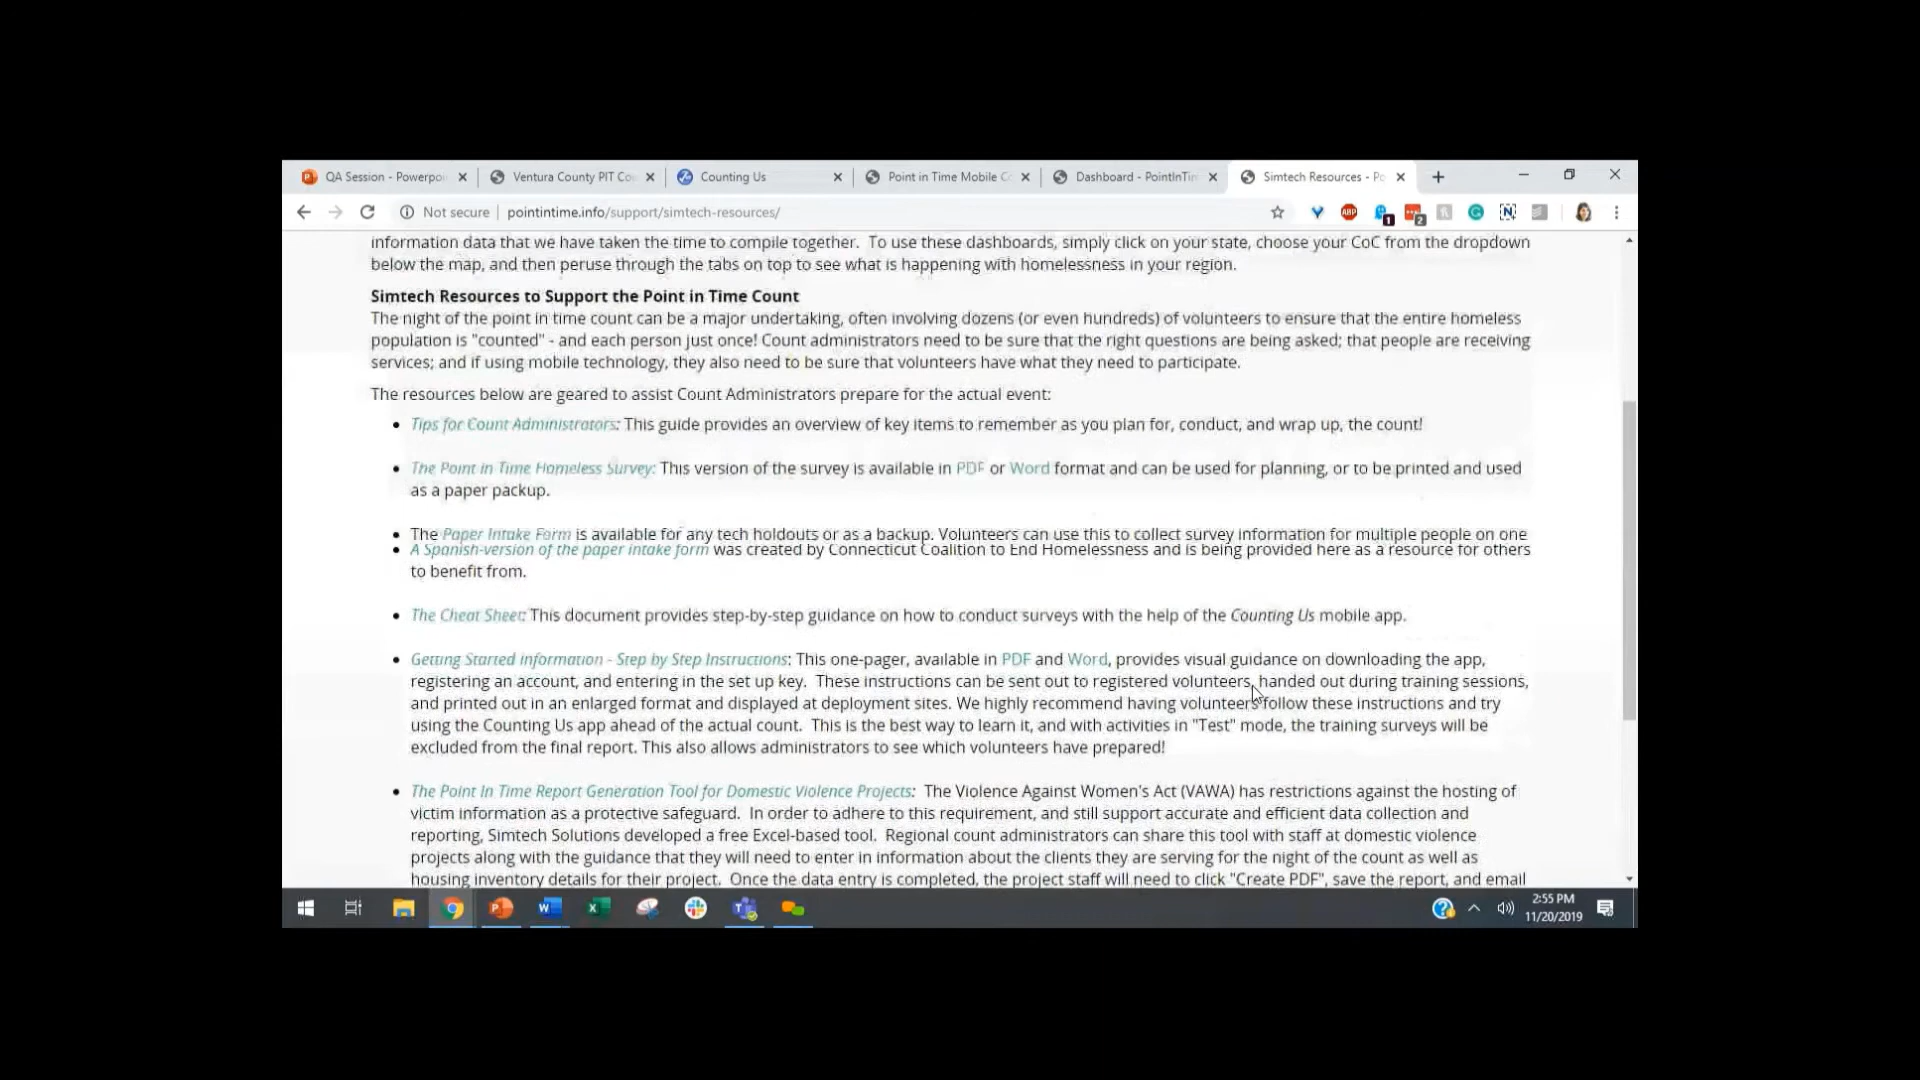 QA Session - Powerpoi
Ventura County PIT Co
Counting Us
Point in Time Mobile C
Dashboard - PointInTim
Simtech Resources - Po
Not secure | pointintime.info/support/simtech-resources/
ABP
1
2
N
information data that we have taken the time to compile together. To use these dashboards, simply click on your state, choose your CoC from the dropdown
below the map, and then peruse through the tabs on top to see what is happening with homelessness in your region.
Simtech Resources to Support the Point in Time Count
The night of the point in time count can be a major undertaking, often involving dozens (or even hundreds) of volunteers to ensure that the entire homeless
population is "counted" - and each person just once! Count administrators need to be sure that the right questions are being asked; that people are receiving
services; and if using mobile technology, they also need to be sure that volunteers have what they need to participate.
The resources below are geared to assist Count Administrators prepare for the actual event:
Tips for Count Administrators: This guide provides an overview of key items to remember as you plan for, conduct, and wrap up, the count!
The Point in Time Homeless Survey: This version of the survey is available in PDF or Word format and can be used for planning, or to be printed and used
as a paper packup.
The Paper Intake Form is available for any tech holdouts or as a backup. Volunteers can use this to collect survey information for multiple people on one
A Spanish-version of the paper intake form was created by Connecticut Coalition to End Homelessness and is being provided here as a resource for others
to benefit from.
The Cheat Sheet: This document provides step-by-step guidance on how to conduct surveys with the help of the Counting Us mobile app.
Getting Started Information - Step by Step Instructions: This one-pager, available in PDF and Word, provides visual guidance on downloading the app,
registering an account, and entering in the set up key. These instructions can be sent out to registered volunteers, handed out during training sessions,
and printed out in an enlarged format and displayed at deployment sites. We highly recommend having volunteers follow these instructions and try
using the Counting Us app ahead of the actual count. This is the best way to learn it, and with activities in "Test" mode, the training surveys will be
excluded from the final report. This also allows administrators to see which volunteers have prepared!
The Point In Time Report Generation Tool for Domestic Violence Projects: The Violence Against Women's Act (VAWA) has restrictions against the hosting of
victim information as a protective safeguard. In order to adhere to this requirement, and still support accurate and efficient data collection and
reporting, Simtech Solutions developed a free Excel-based tool. Regional count administrators can share this tool with staff at domestic violence
projects along with the guidance that they will need to enter in information about the clients they are serving for the night of the count as well as
housing inventory details for their project. Once the data entry is completed, the project staff will need to click "Create PDF", save the report, and email
2:55 PM
11/20/2019